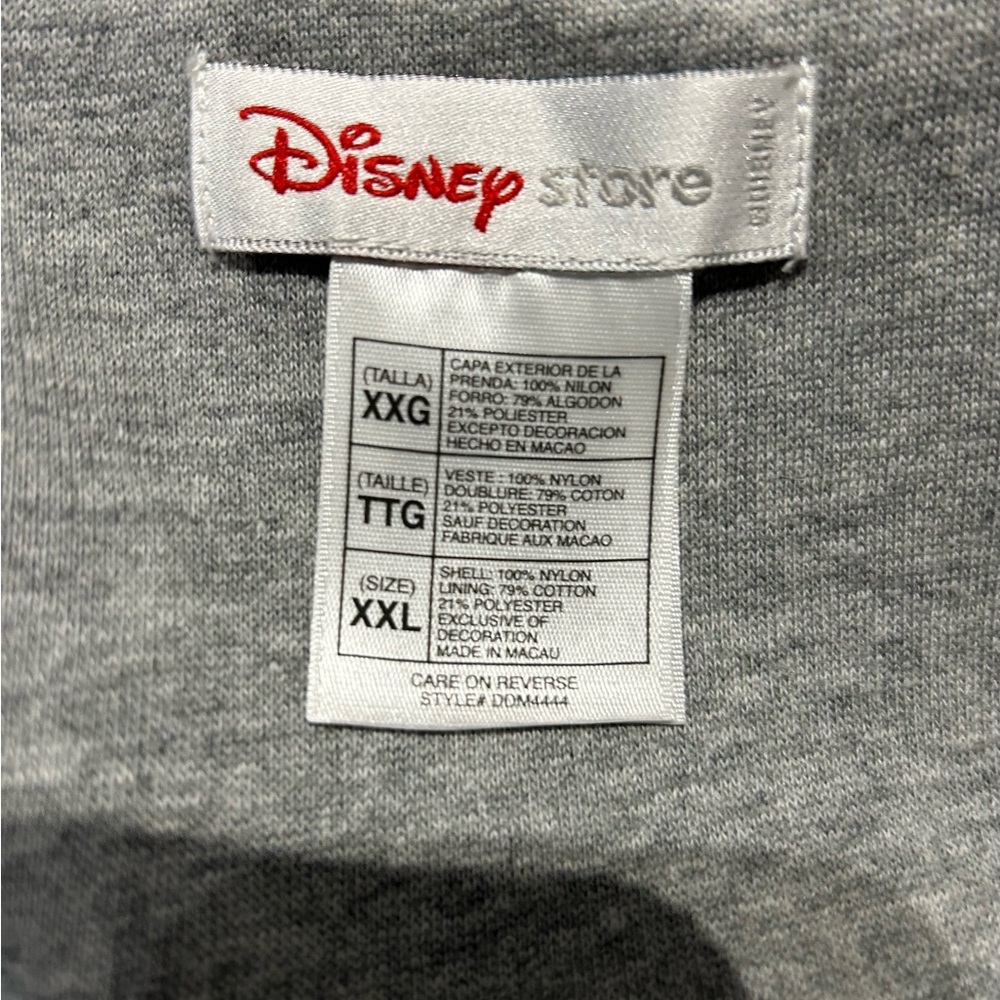 Disney store
©DISNEY
(TALLA)
XXG
CAPA EXTERIOR DE LA
PRENDA: 100% NILON
FORRO: 79% ALGODON
21% POLIESTER
EXCEPTO DECORACION
HECHO EN MACAO
(TAILLE)
TTG
VESTE : 100% NYLON
DOUBLURE: 79% COTON
21% POLYESTER
SAUF DECORATION
FABRIQUE AUX MACAO
(SIZE)
XXL
SHELL: 100% NYLON
LINING: 79% COTTON
21% POLYESTER
EXCLUSIVE OF
DECORATION
MADE IN MACAU
CARE ON REVERSE
STYLE# DDM4444